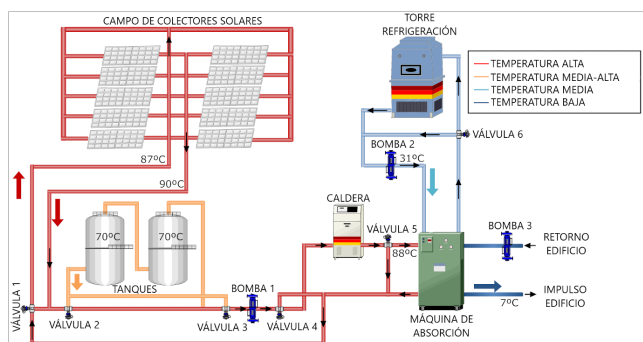 CAMPO DE COLECTORES SOLARES
TORRE
REFRIGERACIÓN
TEMPERATURA ALTA
TEMPERATURA MEDIA-ALTA
TEMPERATURA MEDIA
TEMPERATURA BAJA
VÁLVULA 6
BOMBA 2
31ºC
87ºC
90ºC
CALDERA
VÁLVULA 5
88ºC
BOMBA 3
RETORNO
EDIFICIO
70ºC
70ºC
TANQUES
BOMBA 1
IMPULSO
EDIFICIO
7ºC
VÁLVULA 1
VÁLVULA 2
VÁLVULA 3
VÁLVULA 4
MÁQUINA DE
ABSORCIÓN